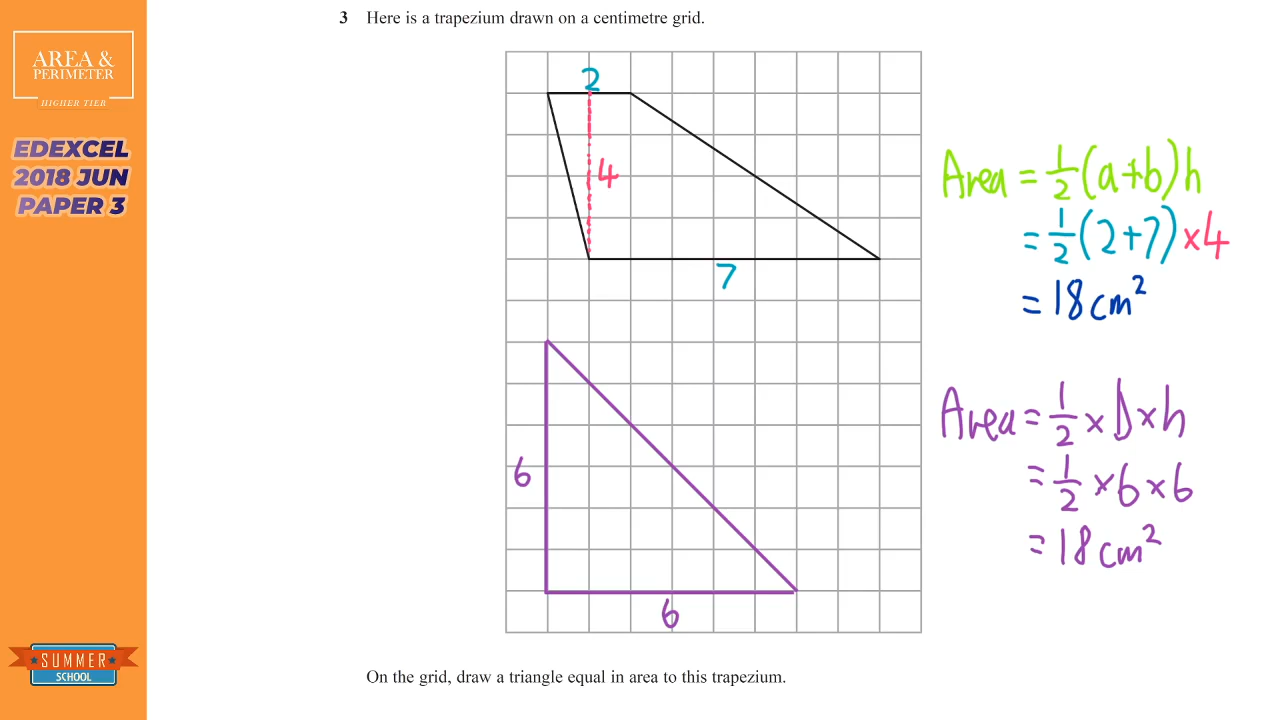 AREA &
PERIMETER
HIGHER TIER
EDEXCEL
2018 JUN
PAPER 3
SUMMER
SCHOOL
3 Here is a trapezium drawn on a centimetre grid.
2
4
7
Area = 1/2 (a+b)h
= 1/2 (2+7) × 4
= 18 cm²
6
6
Area = 1/2 × b × h
= 1/2 × 6 × 6
= 18 cm²
On the grid, draw a triangle equal in area to this trapezium.